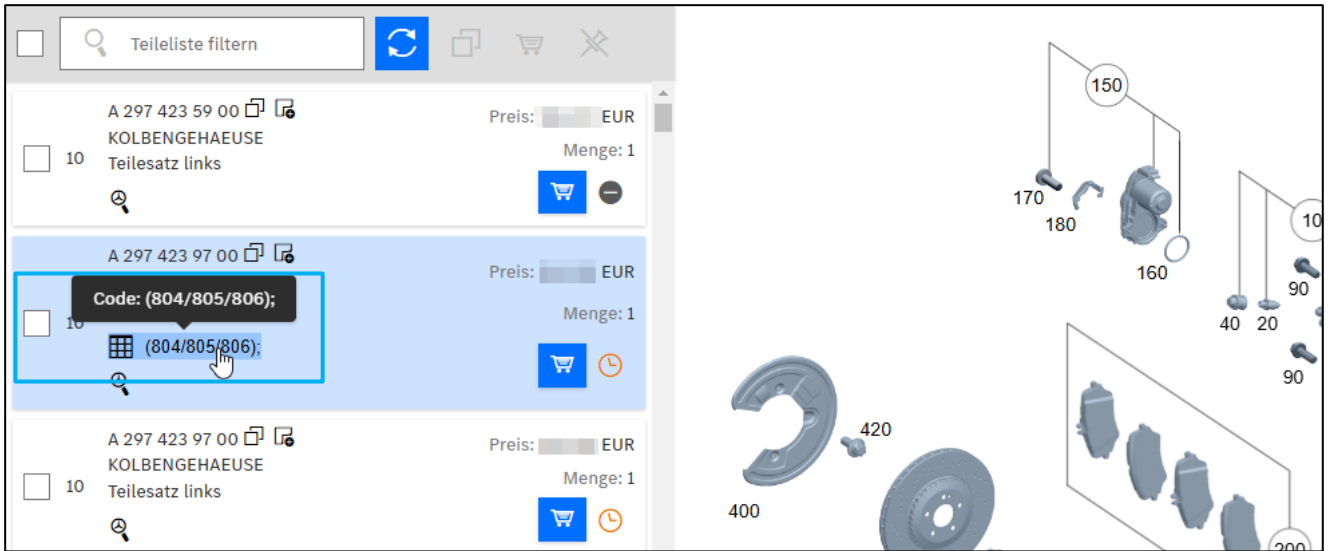 Teileliste filtern
A 297 423 59 00
Preis: EUR
KOLBENGEHAEUSE
Menge: 1
10
Teilesatz links
A 297 423 97 00
Preis: EUR
Code: (804/805/806);
Menge: 1
10
(804/805/806);
A 297 423 97 00
Preis: EUR
KOLBENGEHAEUSE
Menge: 1
10
Teilesatz links
150
170
180
160
10
90
40 20
90
420
400
200